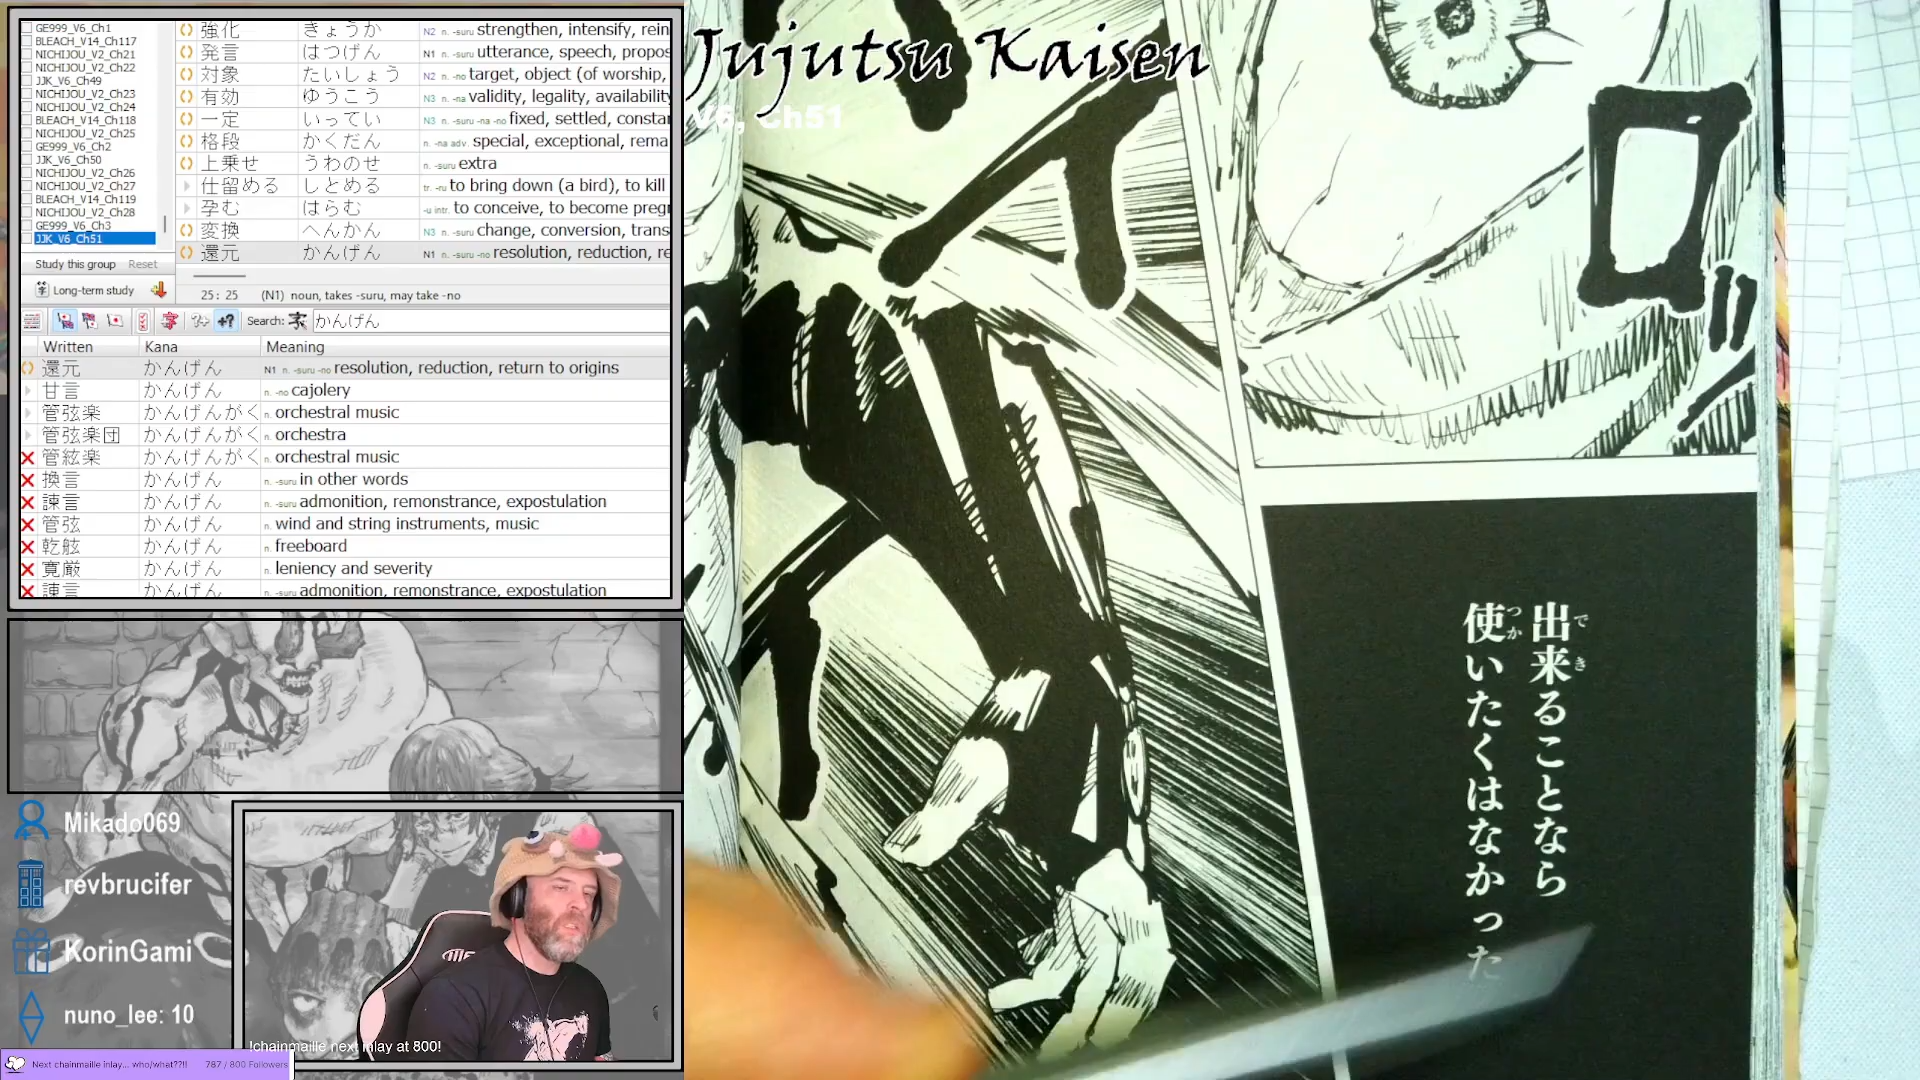 GE999_V6_Ch1
BLEACH_V14_Ch117
NICHIJOU_V2_Ch21
NICHIJOU_V2_Ch22
JJK_V6_Ch49
NICHIJOU_V2_Ch23
NICHIJOU_V2_Ch24
BLEACH_V14_Ch118
NICHIJOU_V2_Ch25
GE999_V6_Ch2
JJK_V6_Ch50
NICHIJOU_V2_Ch26
NICHIJOU_V2_Ch27
BLEACH_V14_Ch119
NICHIJOU_V2_Ch28
GE999_V6_Ch3
JJK_V6_Ch51
Study this group Reset
Long-term study
強化 きょうか N2 n. -suru strengthen, intensify, rein
発言 はつげん N1 n. -suru utterance, speech, propos
対象 たいしょう N2 n. -no target, object (of worship,
有効 ゆうこう N3 n. -na validity, legality, availability
一定 いってい N3 n. -suru -na -no fixed, settled, constar
格段 かくだん n. -na adv. special, exceptional, rema
上乗せ うわのせ n. -suru extra
仕留める しとめる tr. -ru to bring down (a bird), to kill
孕む はらむ -u intr. to conceive, to become pregn
変換 へんかん N3 n. -suru change, conversion, trans
還元 かんげん N1 n. -suru -no resolution, reduction, re
25: 25 (N1) noun, takes -suru, may take -no
Search: かんげん
Written Kana Meaning
還元 かんげん N1 n. -suru -no resolution, reduction, return to origins
甘言 かんげん n. -no cajolery
管弦楽 かんげんがく n. orchestral music
管弦楽団 かんげんがく n. orchestra
管絃楽 かんげんがく n. orchestral music
換言 かんげん n. -suru in other words
諫言 かんげん n. -suru admonition, remonstrance, expostulation
管弦 かんげん n. wind and string instruments, music
乾舷 かんげん n. freeboard
寛厳 かんげん n. leniency and severity
諌言 かんげん n. -suru admonition, remonstrance, expostulation
Mikado069
revbrucifer
KorinGami
nuno_lee: 10
!chainmaille next inlay at 800!
Next chainmaille inlay... who/what??!! 787 / 800 Followers
Jujutsu Kaisen
V6, Ch51
出来ることなら
使いたくはなかった